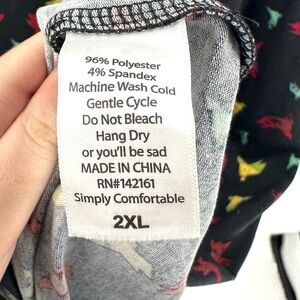 96% Polyester
4% Spandex
Machine Wash Cold
Gentle Cycle
Do Not Bleach
Hang Dry
or you'll be sad
MADE IN CHINA
RN#142161
Simply Comfortable
2XL